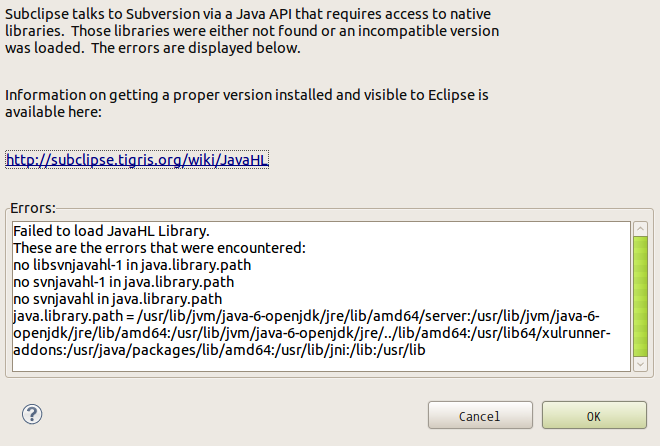 Subclipse talks to Subversion via a Java API that requires access to native
libraries. Those libraries were either not found or an incompatible version
was loaded. The errors are displayed below.
Information on getting a proper version installed and visible to Eclipse is
available here:
http://subclipse.tigris.org/wiki/JavaHL
Errors:
Failed to load JavaHL Library.
These are the errors that were encountered:
no libsvnjavahl-1 in java.library.path
no svnjavahl-1 in java.library.path
no svnjavahl in java.library.path
java.library.path = /usr/lib/jvm/java-6-openjdk/jre/lib/amd64/server:/usr/lib/jvm/java-6-
openjdk/jre/lib/amd64:/usr/lib/jvm/java-6-openjdk/jre/../lib/amd64:/usr/lib64/xulrunner-
addons:/usr/java/packages/lib/amd64:/usr/lib/jni:/lib:/usr/lib
?
Cancel
OK